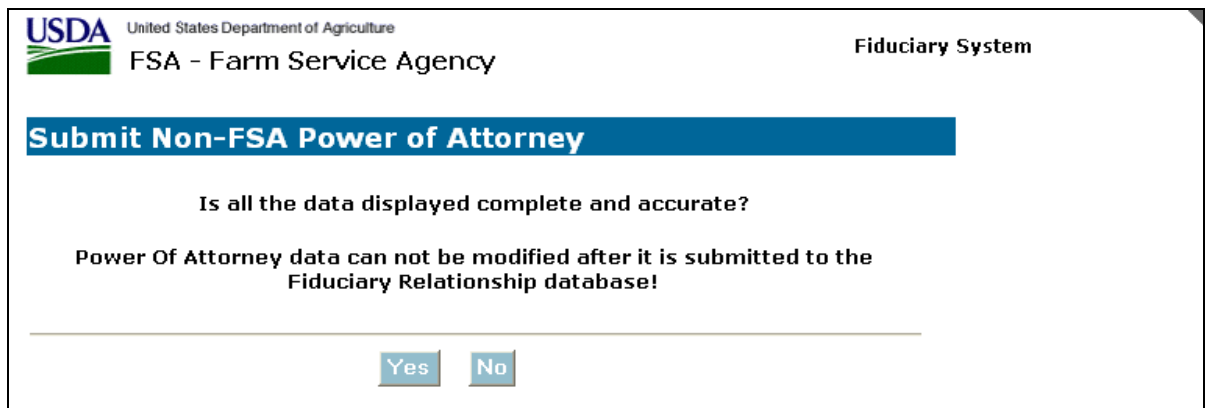 USDA
United States Department of Agriculture
FSA - Farm Service Agency
Fiduciary System
Submit Non-FSA Power of Attorney
Is all the data displayed complete and accurate?
Power Of Attorney data can not be modified after it is submitted to the
Fiduciary Relationship database!
Yes No